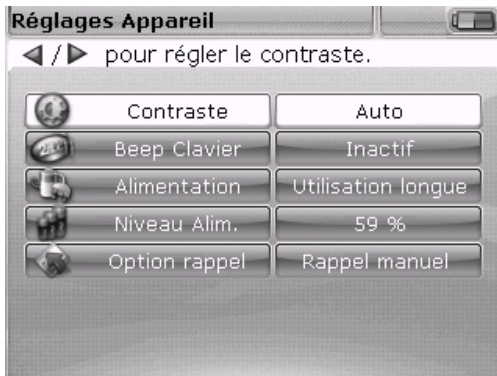 Réglages Appareil
◀/▶ pour régler le contraste.
Contraste Auto
Beep Clavier Inactif
Alimentation Utilisation longue
Niveau Alim. 59 %
Option rappel Rappel manuel